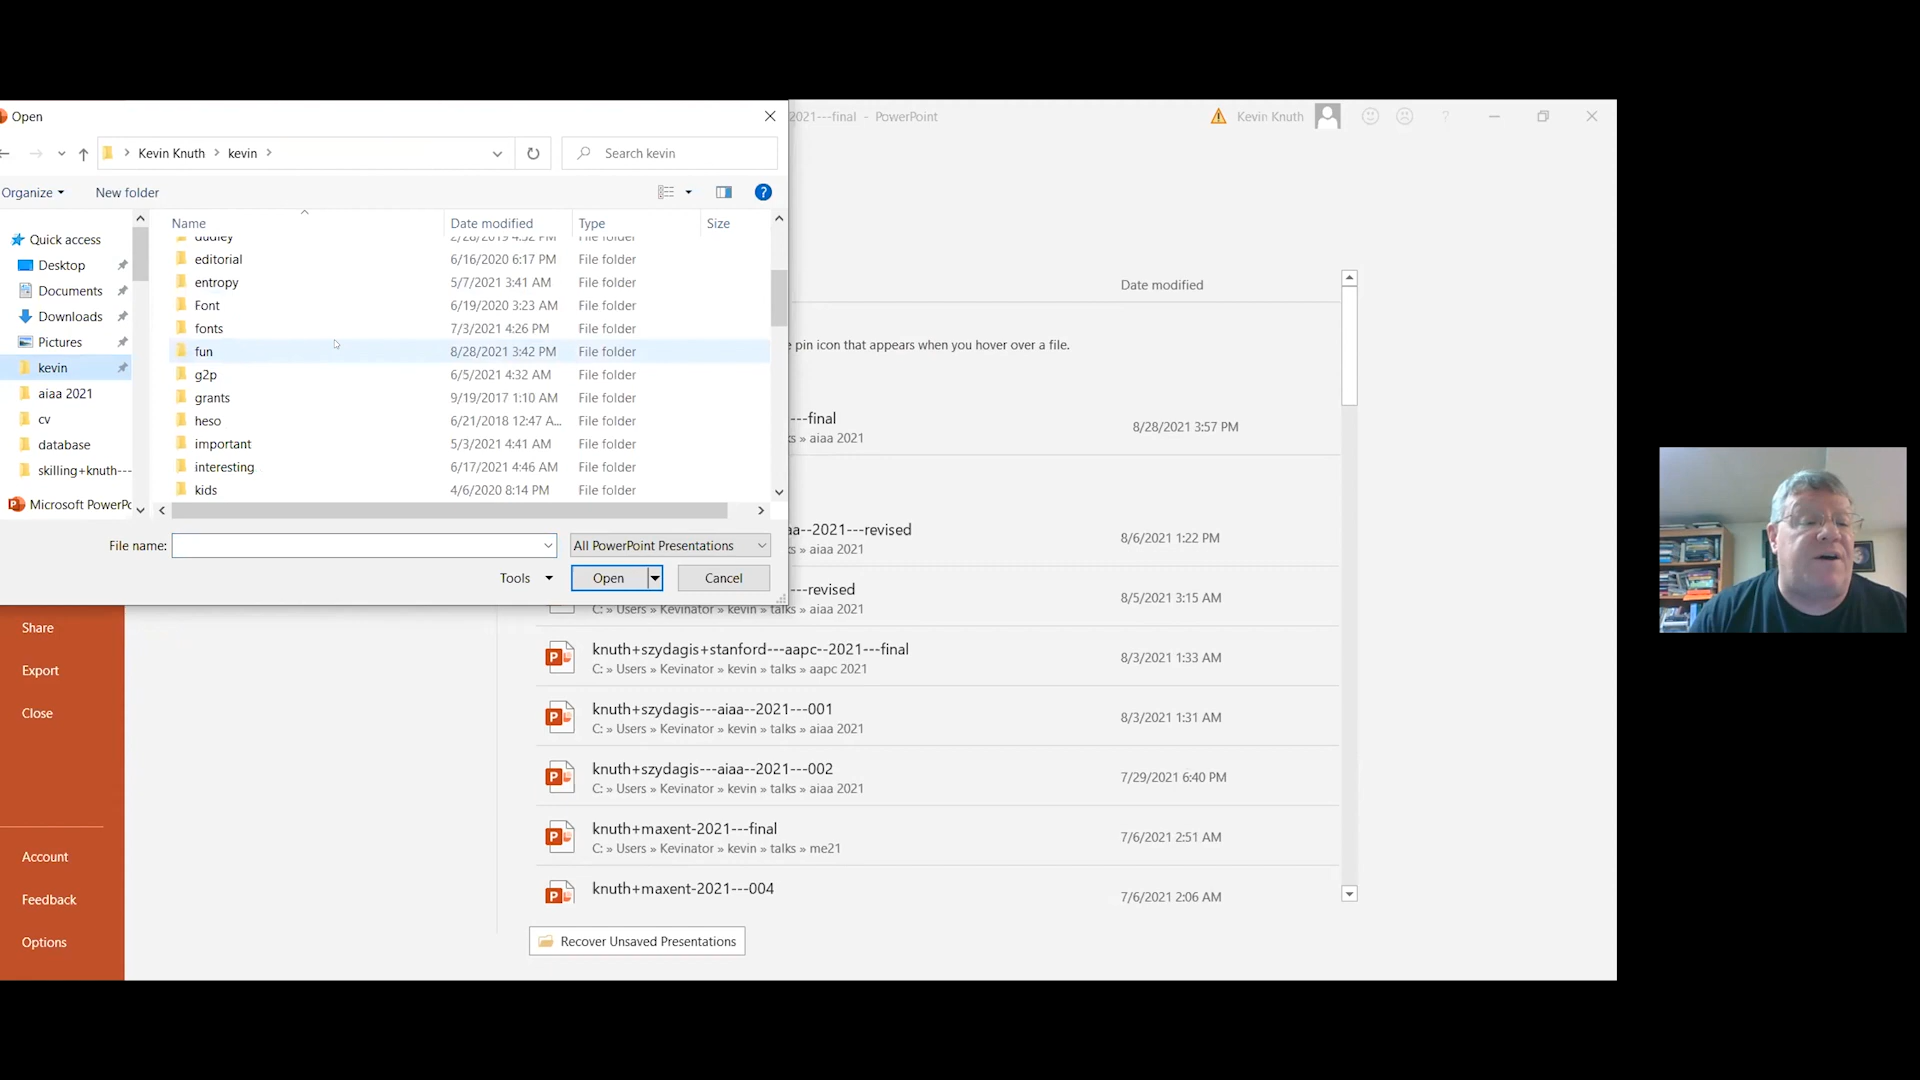 Open
2021---final - PowerPoint
Kevin Knuth
?
Kevin Knuth
kevin
Search kevin
Organize
New folder
?
Name
Date modified
Type
Size
dudley
2/28/2019 4:52 PM
File folder
Quick access
Desktop
Documents
Downloads
Pictures
kevin
aiaa 2021
cv
database
skilling+knuth---
Microsoft PowerPo
editorial
6/16/2020 6:17 PM
File folder
entropy
5/7/2021 3:41 AM
File folder
Font
6/19/2020 3:23 AM
File folder
fonts
7/3/2021 4:26 PM
File folder
fun
8/28/2021 3:42 PM
File folder
g2p
6/5/2021 4:32 AM
File folder
grants
9/19/2017 1:10 AM
File folder
heso
6/21/2018 12:47 A...
File folder
important
5/3/2021 4:41 AM
File folder
interesting
6/17/2021 4:46 AM
File folder
kids
4/6/2020 8:14 PM
File folder
File name:
All PowerPoint Presentations
Tools
Open
Cancel
Date modified
pin icon that appears when you hover over a file.
---final
» aiaa 2021
8/28/2021 3:57 PM
aa--2021---revised
» aiaa 2021
8/6/2021 1:22 PM
---revised
C: » Users » Kevinator » kevin » talks » aiaa 2021
8/5/2021 3:15 AM
knuth+szydagis+stanford---aapc--2021---final
C: » Users » Kevinator » kevin » talks » aapc 2021
8/3/2021 1:33 AM
knuth+szydagis---aiaa--2021---001
C: » Users » Kevinator » kevin » talks » aiaa 2021
8/3/2021 1:31 AM
knuth+szydagis---aiaa--2021---002
C: » Users » Kevinator » kevin » talks » aiaa 2021
7/29/2021 6:40 PM
knuth+maxent-2021---final
C: » Users » Kevinator » kevin » talks » me21
7/6/2021 2:51 AM
knuth+maxent-2021---004
7/6/2021 2:06 AM
Recover Unsaved Presentations
Share
Export
Close
Account
Feedback
Options